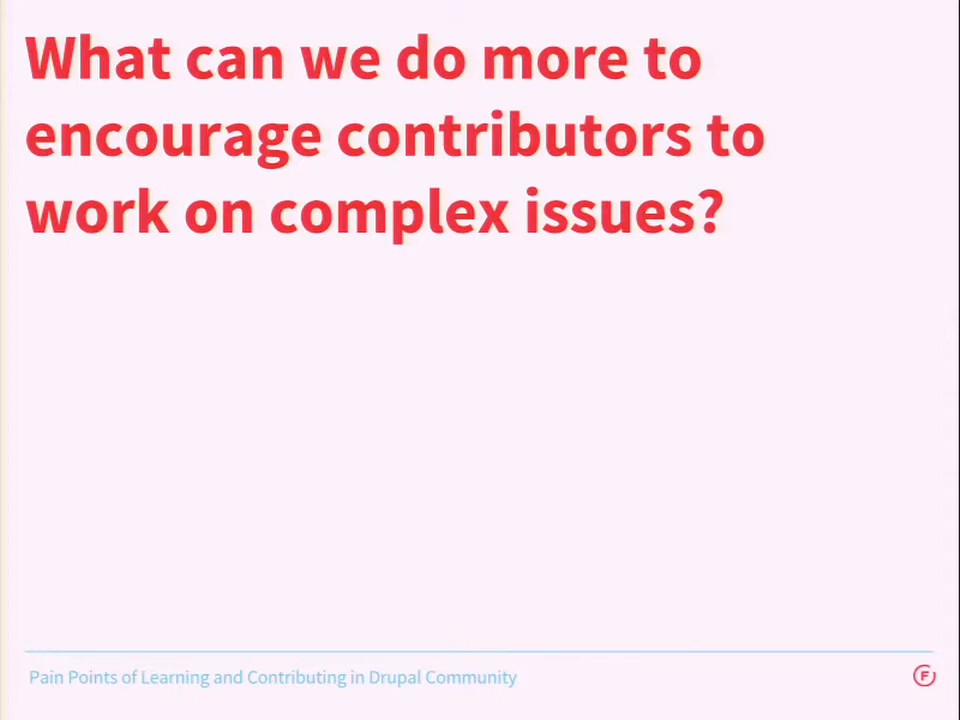 What can we do more to
encourage contributors to
work on complex issues?
Pain Points of Learning and Contributing in Drupal Community
F